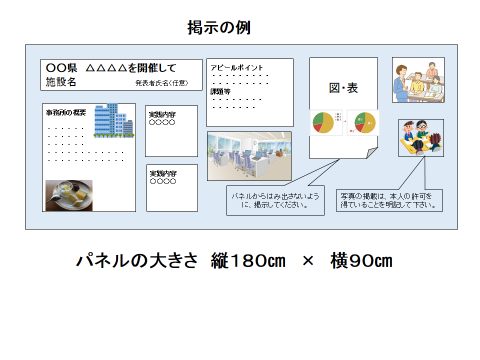 掲示の例
〇〇県 △△△△を開催して
施設名 発表者氏名(任意)
事務所の概要
・・・・・
・・・・・・・・
・・・・・・・・
・・・・・・・・
実践内容
〇〇〇〇
実践内容
〇〇〇〇
アピールポイント
・・・・・・・・
課題等
・・・・・・・・
・・・・・・・・
図・表
パネルからはみ出さないよう
に、掲示してください。
写真の掲載は、本人の許可を
得ていることを明記して下さい。
パネルの大きさ 縦180㎝ × 横90㎝